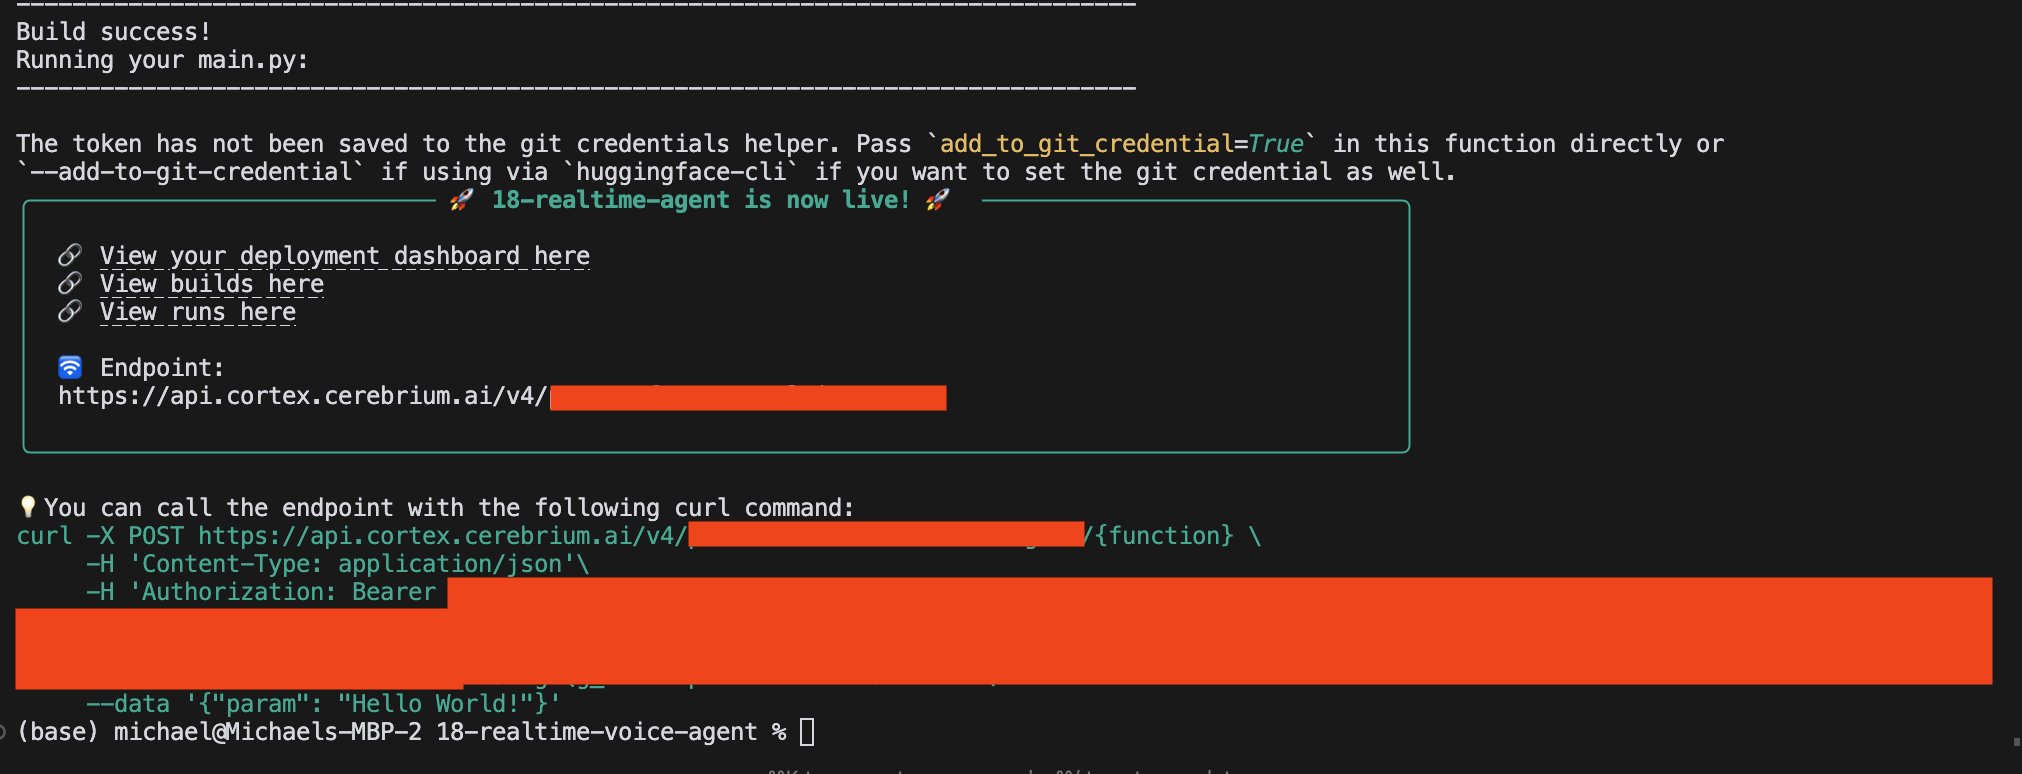 Build success!
Running your main.py:
The token has not been saved to the git credentials helper. Pass `add_to_git_credential=True` in this function directly or
`--add-to-git-credential` if using via `huggingface-cli` if you want to set the git credential as well.
🚀 18-realtime-agent is now live! 🚀
🔗 View your deployment dashboard here
🔗 View builds here
🔗 View runs here
🛜 Endpoint:
https://api.cortex.cerebrium.ai/v4/
💡You can call the endpoint with the following curl command:
curl -X POST https://api.cortex.cerebrium.ai/v4/ /{function} \
-H 'Content-Type: application/json'\
-H 'Authorization: Bearer
--data '{"param": "Hello World!"}'
(base) michael@Michaels-MBP-2 18-realtime-voice-agent %